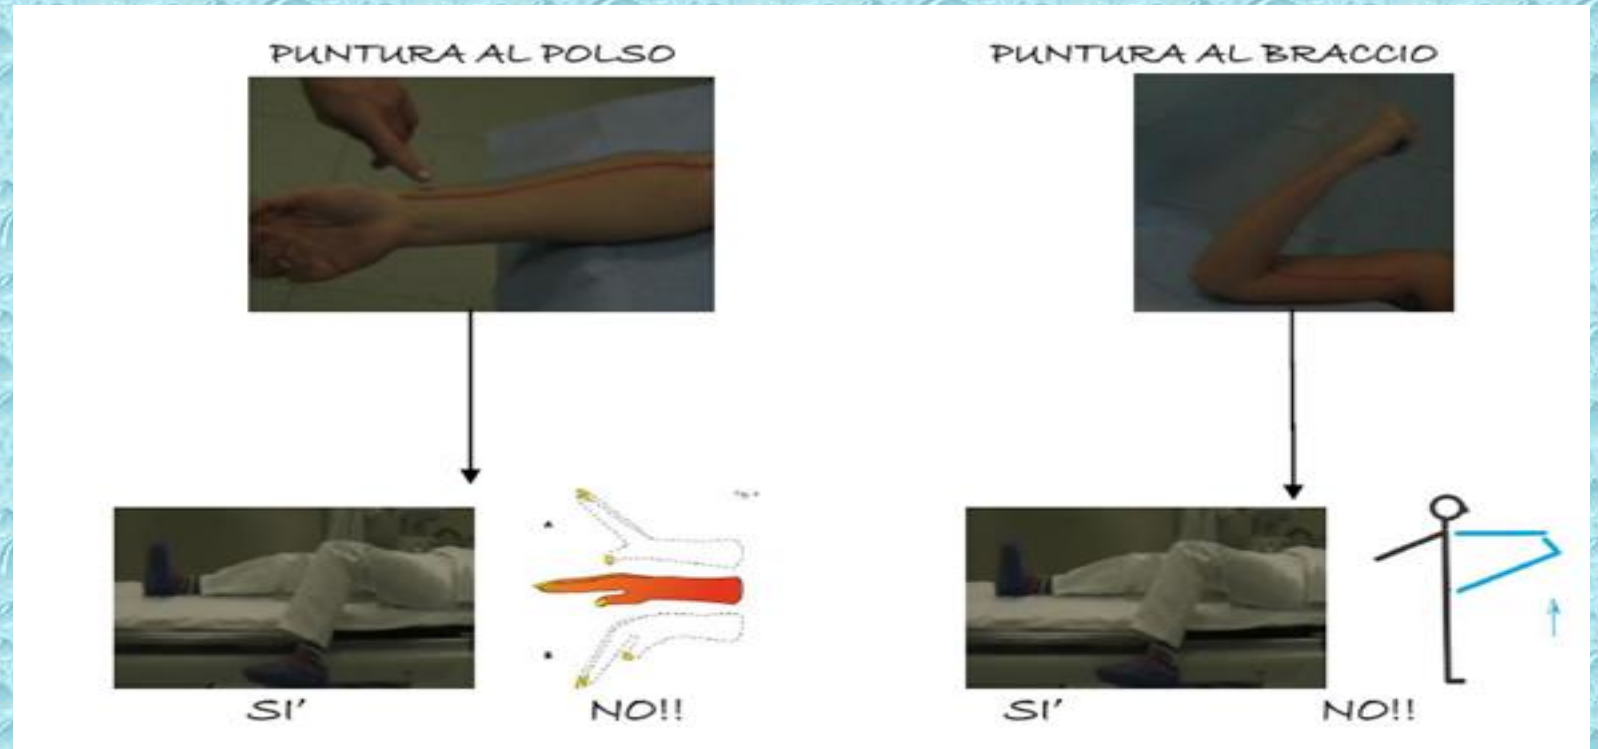 PUNTURA AL POLSO
PUNTURA AL BRACCIO
A
B
SI'
NO!!
SI'
NO!!